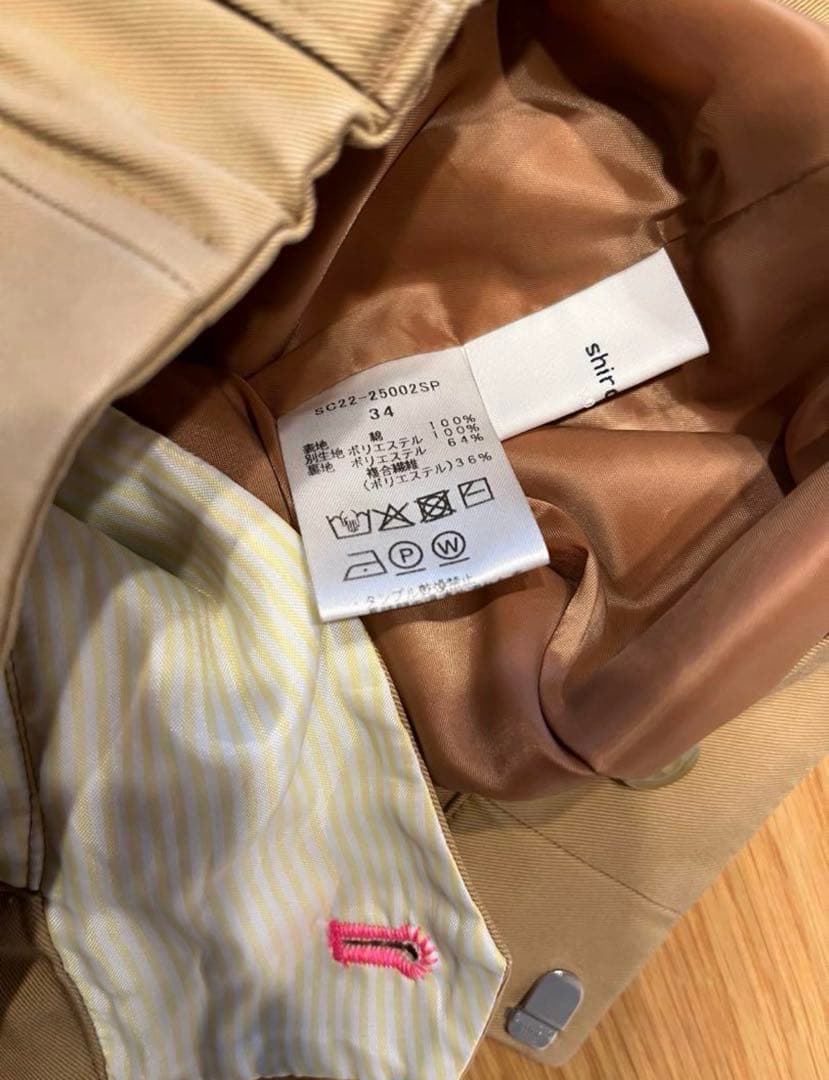 SC22-25002SP
34
表地 綿 100%
別生地 ポリエステル 100%
裏地 ポリエステル 64%
複合繊維
(ポリエステル)36%
P W
・タンブル乾燥禁止
shir